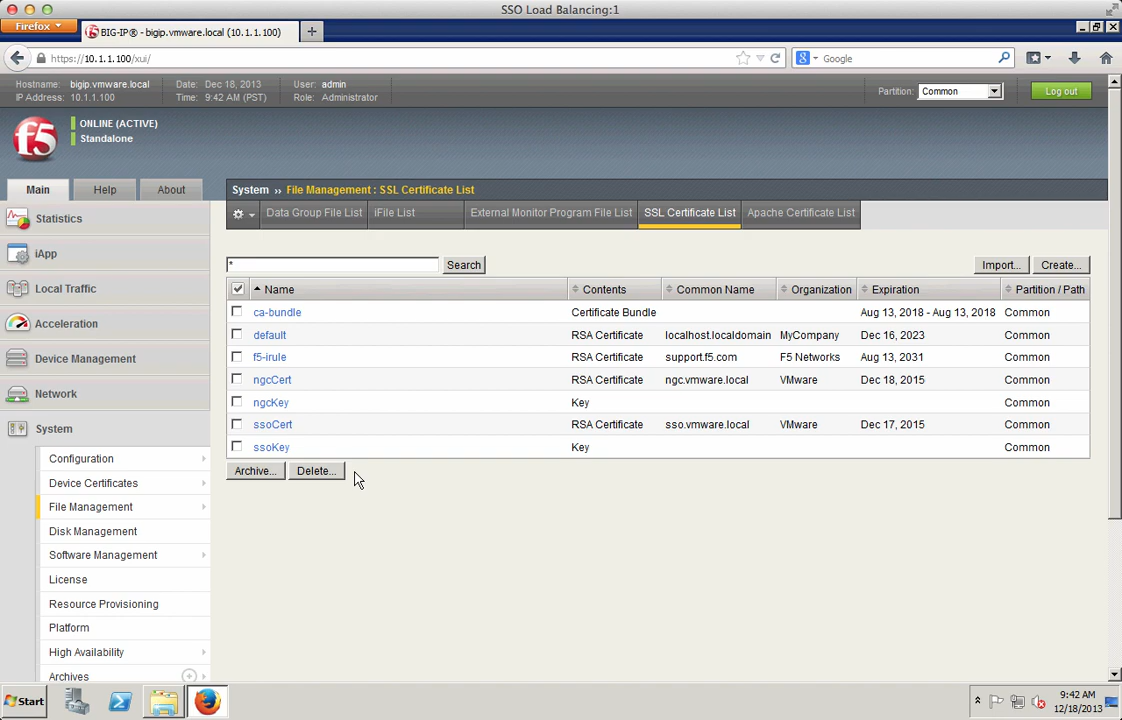 SSO Load Balancing:1
Firefox
BIG-IP® - bigip.vmware.local (10.1.1.100)
https://10.1.1.100/xui/
Google
Hostname: bigip.vmware.local
IP Address: 10.1.1.100
Date: Dec 18, 2013
Time: 9:42 AM (PST)
User: admin
Role: Administrator
Partition: Common
Log out
f5
ONLINE (ACTIVE)
Standalone
Main Help About
System ›› File Management : SSL Certificate List
Data Group File List iFile List External Monitor Program File List SSL Certificate List Apache Certificate List
Statistics
iApp
Local Traffic
Acceleration
Device Management
Network
System
Configuration
Device Certificates
File Management
Disk Management
Software Management
License
Resource Provisioning
Platform
High Availability
Archives
* Search Import... Create...
Name Contents Common Name Organization Expiration Partition / Path
ca-bundle Certificate Bundle Aug 13, 2018 - Aug 13, 2018 Common
default RSA Certificate localhost.localdomain MyCompany Dec 16, 2023 Common
f5-irule RSA Certificate support.f5.com F5 Networks Aug 13, 2031 Common
ngcCert RSA Certificate ngc.vmware.local VMware Dec 18, 2015 Common
ngcKey Key Common
ssoCert RSA Certificate sso.vmware.local VMware Dec 17, 2015 Common
ssoKey Key Common
Archive... Delete...
Start
9:42 AM
12/18/2013